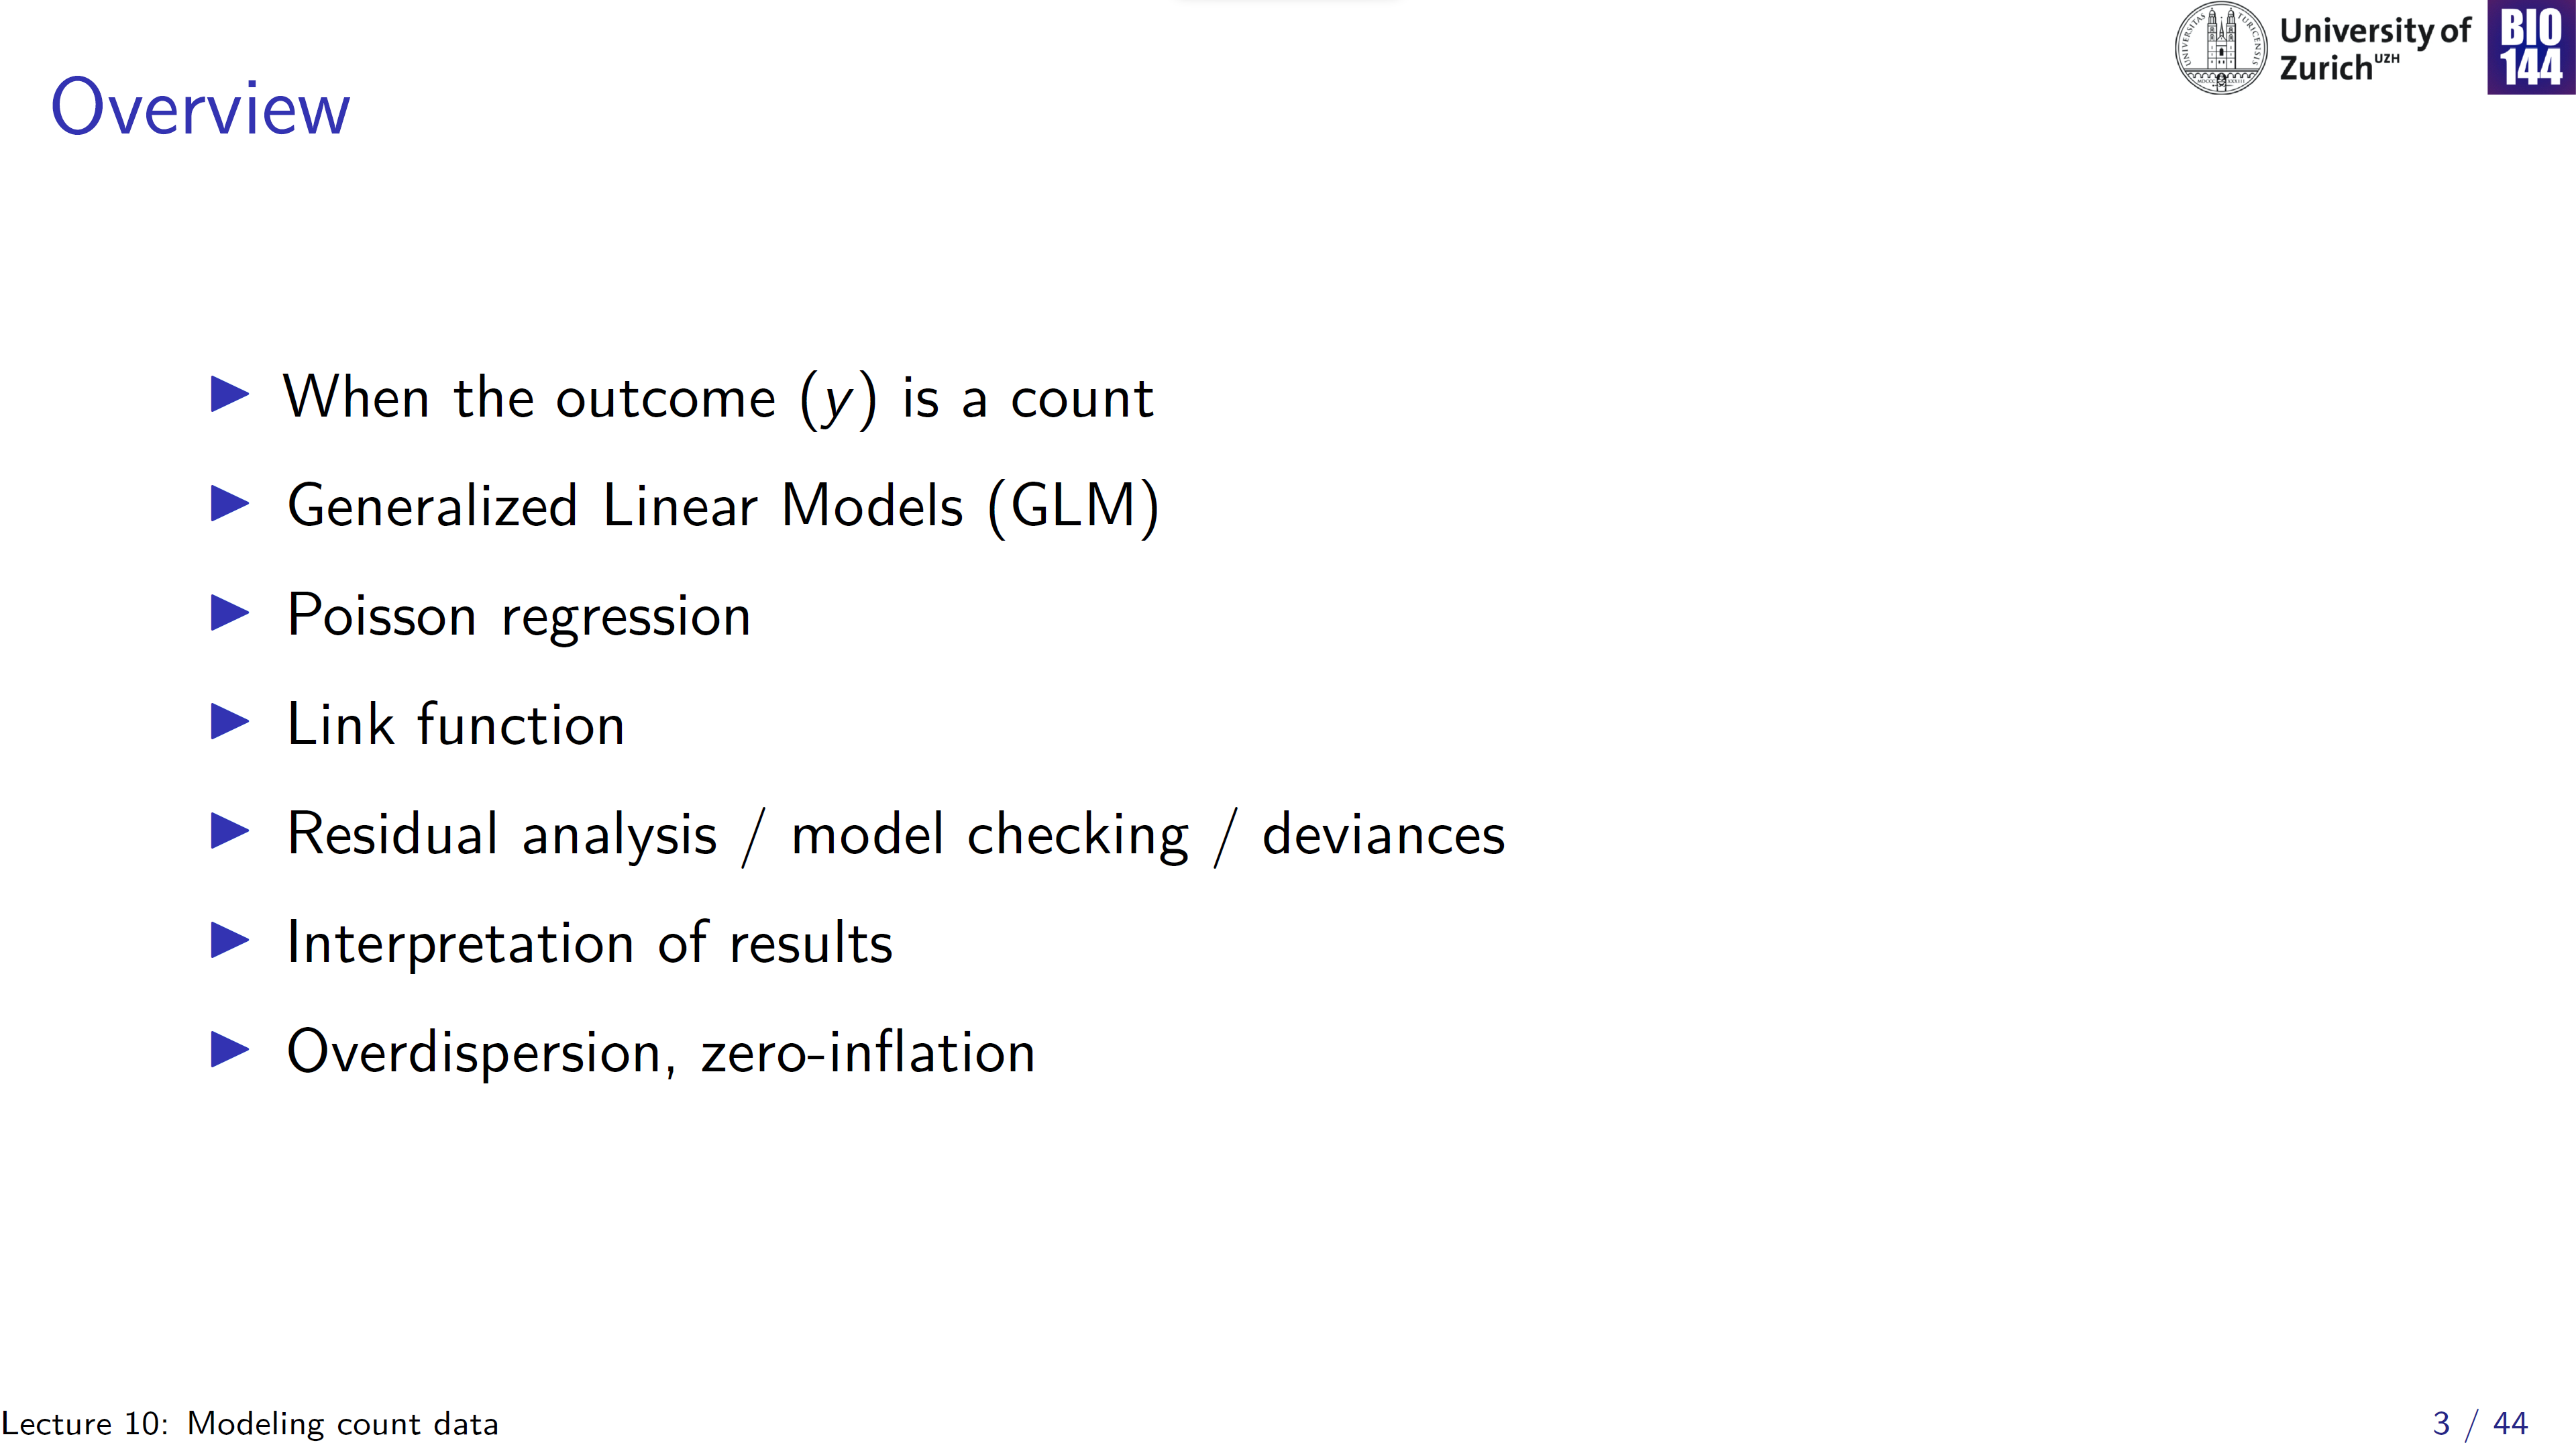 University of
Zurich UZH
BIO
144
Overview
When the outcome (y) is a count
Generalized Linear Models (GLM)
Poisson regression
Link function
Residual analysis / model checking / deviances
Interpretation of results
Overdispersion, zero-inflation
Lecture 10: Modeling count data
3 / 44